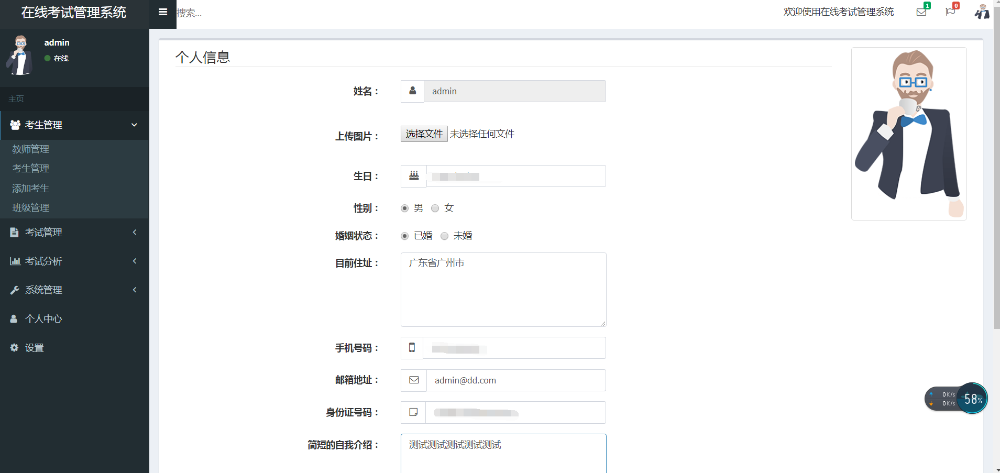 在线考试管理系统
搜索...
欢迎使用在线考试管理系统
1
0
admin
在线
主页
考生管理
教师管理
考生管理
添加考生
班级管理
考试管理
考试分析
系统管理
个人中心
设置
个人信息
姓名：
admin
上传图片：
选择文件 未选择任何文件
生日：
性别：
男 女
婚姻状态：
已婚 未婚
目前住址：
广东省广州市
手机号码：
邮箱地址：
admin@dd.com
身份证号码：
简短的自我介绍：
测试测试测试测试测试
0K/s
0K/s
58%